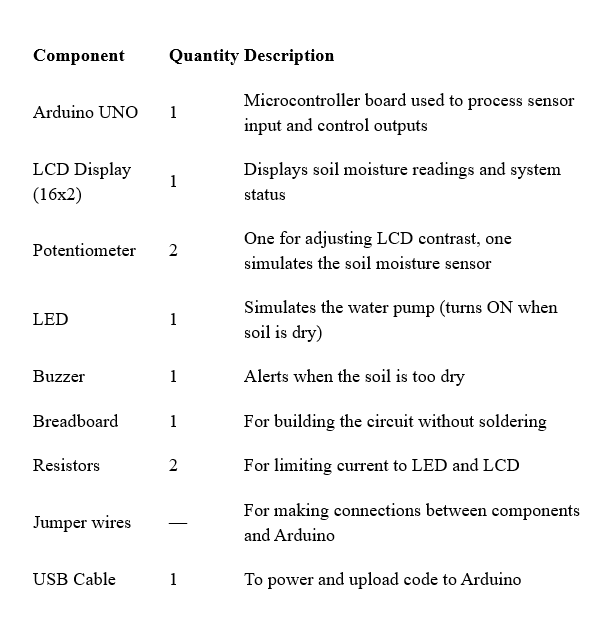 Component Quantity Description
Arduino UNO 1 Microcontroller board used to process sensor
input and control outputs
LCD Display
(16x2) 1 Displays soil moisture readings and system
status
Potentiometer 2 One for adjusting LCD contrast, one
simulates the soil moisture sensor
LED 1 Simulates the water pump (turns ON when
soil is dry)
Buzzer 1 Alerts when the soil is too dry
Breadboard 1 For building the circuit without soldering
Resistors 2 For limiting current to LED and LCD
Jumper wires — For making connections between components
and Arduino
USB Cable 1 To power and upload code to Arduino